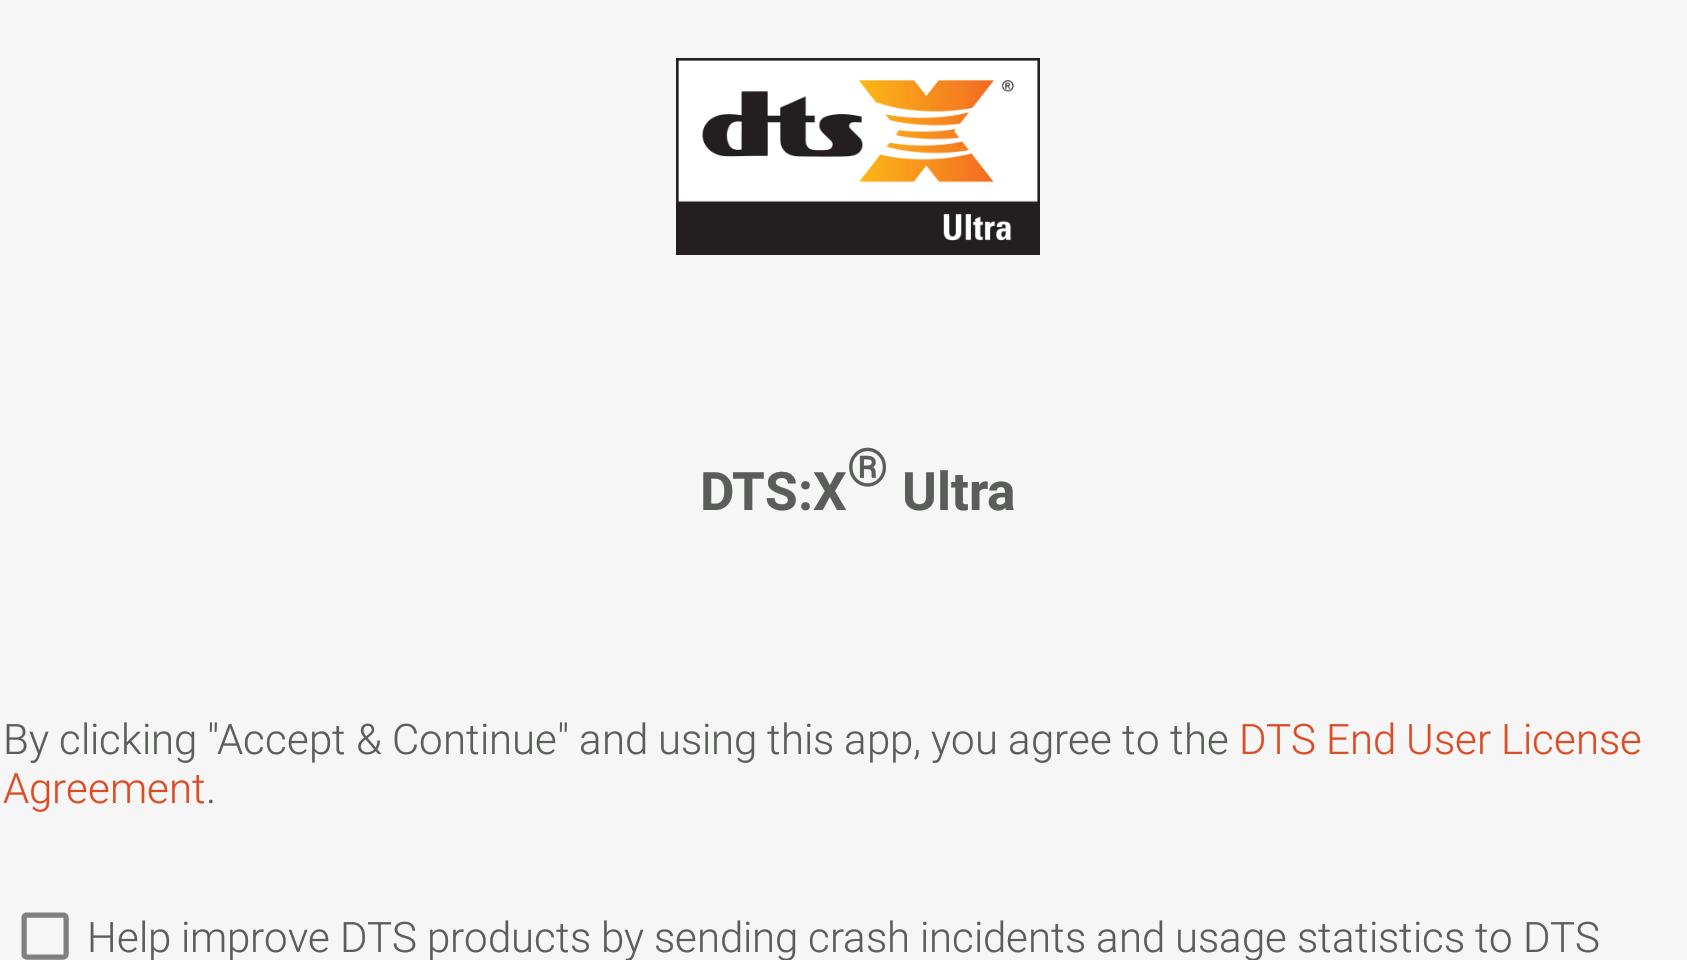 dts X ®
Ultra
DTS:X® Ultra
By clicking "Accept & Continue" and using this app, you agree to the DTS End User License
Agreement.
Help improve DTS products by sending crash incidents and usage statistics to DTS